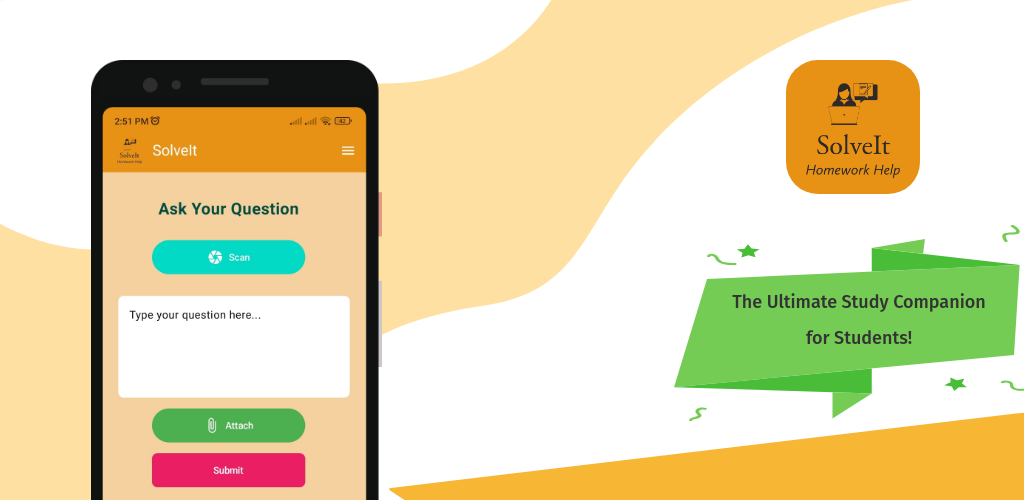 2:51 PM
42
SolveIt
Homework Help
SolveIt
Ask Your Question
Scan
Type your question here...
Attach
Submit
SolveIt
Homework Help
The Ultimate Study Companion
for Students!